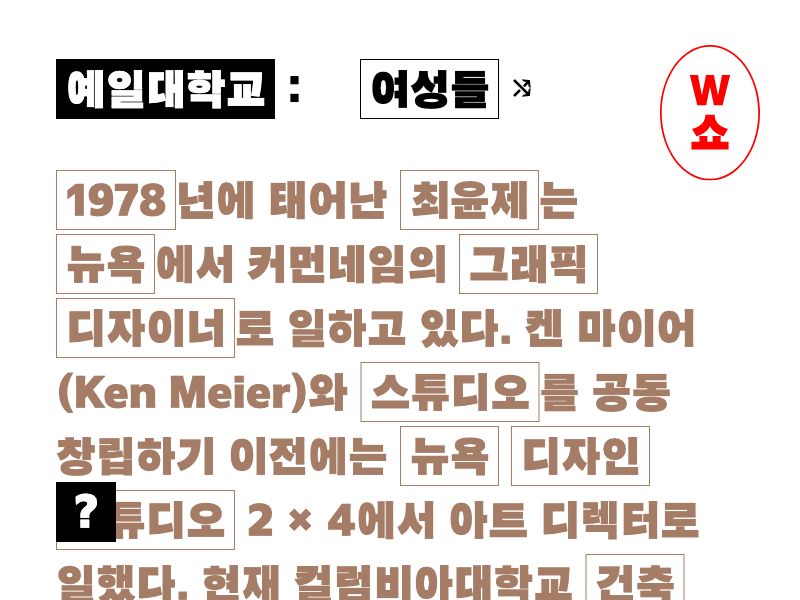 예일대학교 : 여성들
W
쇼
1978년에 태어난 최윤제는
뉴욕에서 커먼네임의 그래픽
디자이너로 일하고 있다. 켄 마이어
(Ken Meier)와 스튜디오를 공동
창립하기 이전에는 뉴욕 디자인
?튜디오 2 × 4에서 아트 디렉터로
일했다. 현재 컬럼비아대학교 건축